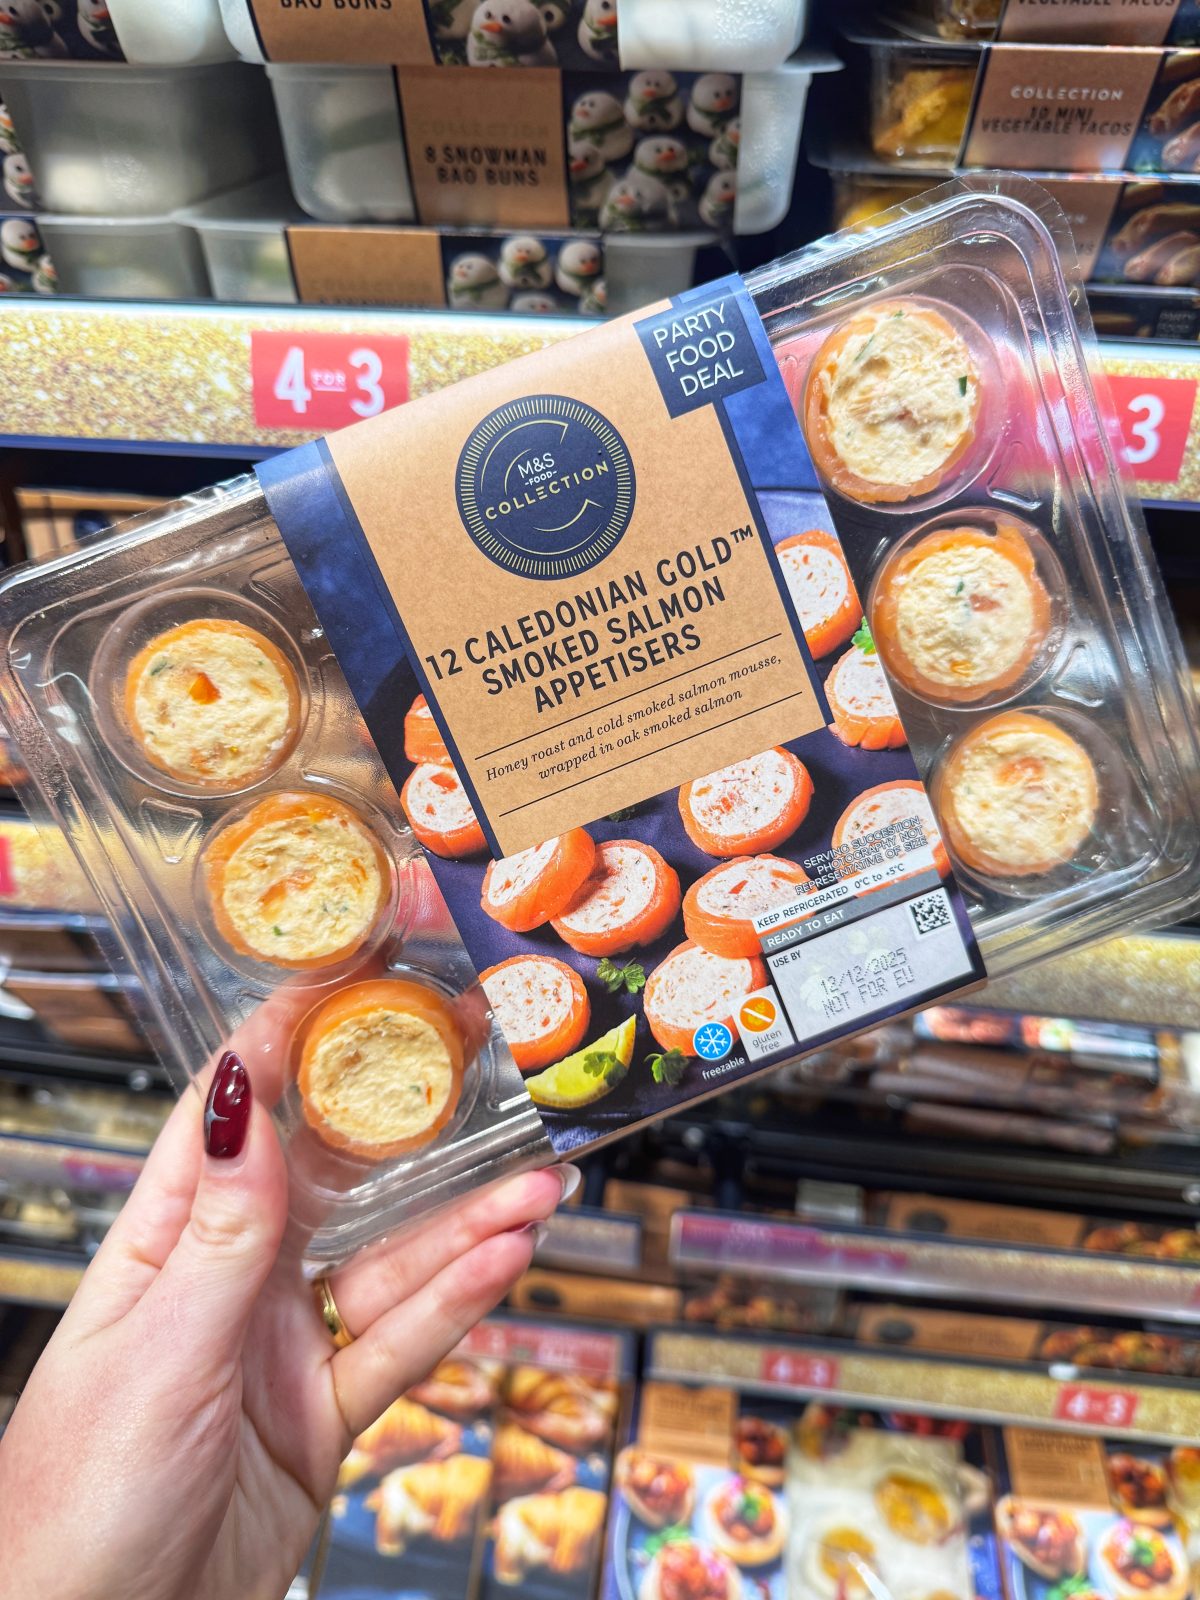 BAO BUNS
VEGETABLE TACOS
COLLECTION
8 SNOWMAN
BAO BUNS
COLLECTION
10 MINI
VEGETABLE TACOS
4 FOR 3
3
PARTY
FOOD
DEAL
M&S
-FOOD-
COLLECTION
12 CALEDONIAN GOLD™
SMOKED SALMON
APPETISERS
Honey roast and cold smoked salmon mousse,
wrapped in oak smoked salmon
SERVING SUGGESTION
PHOTOGRAPHY NOT
REPRESENTATIVE OF SIZE
KEEP REFRIGERATED 0°C to +5°C
READY TO EAT
USE BY
12/12/2025
NOT FOR EU
freezable
gluten
free
4 FOR 3
4 FOR 3